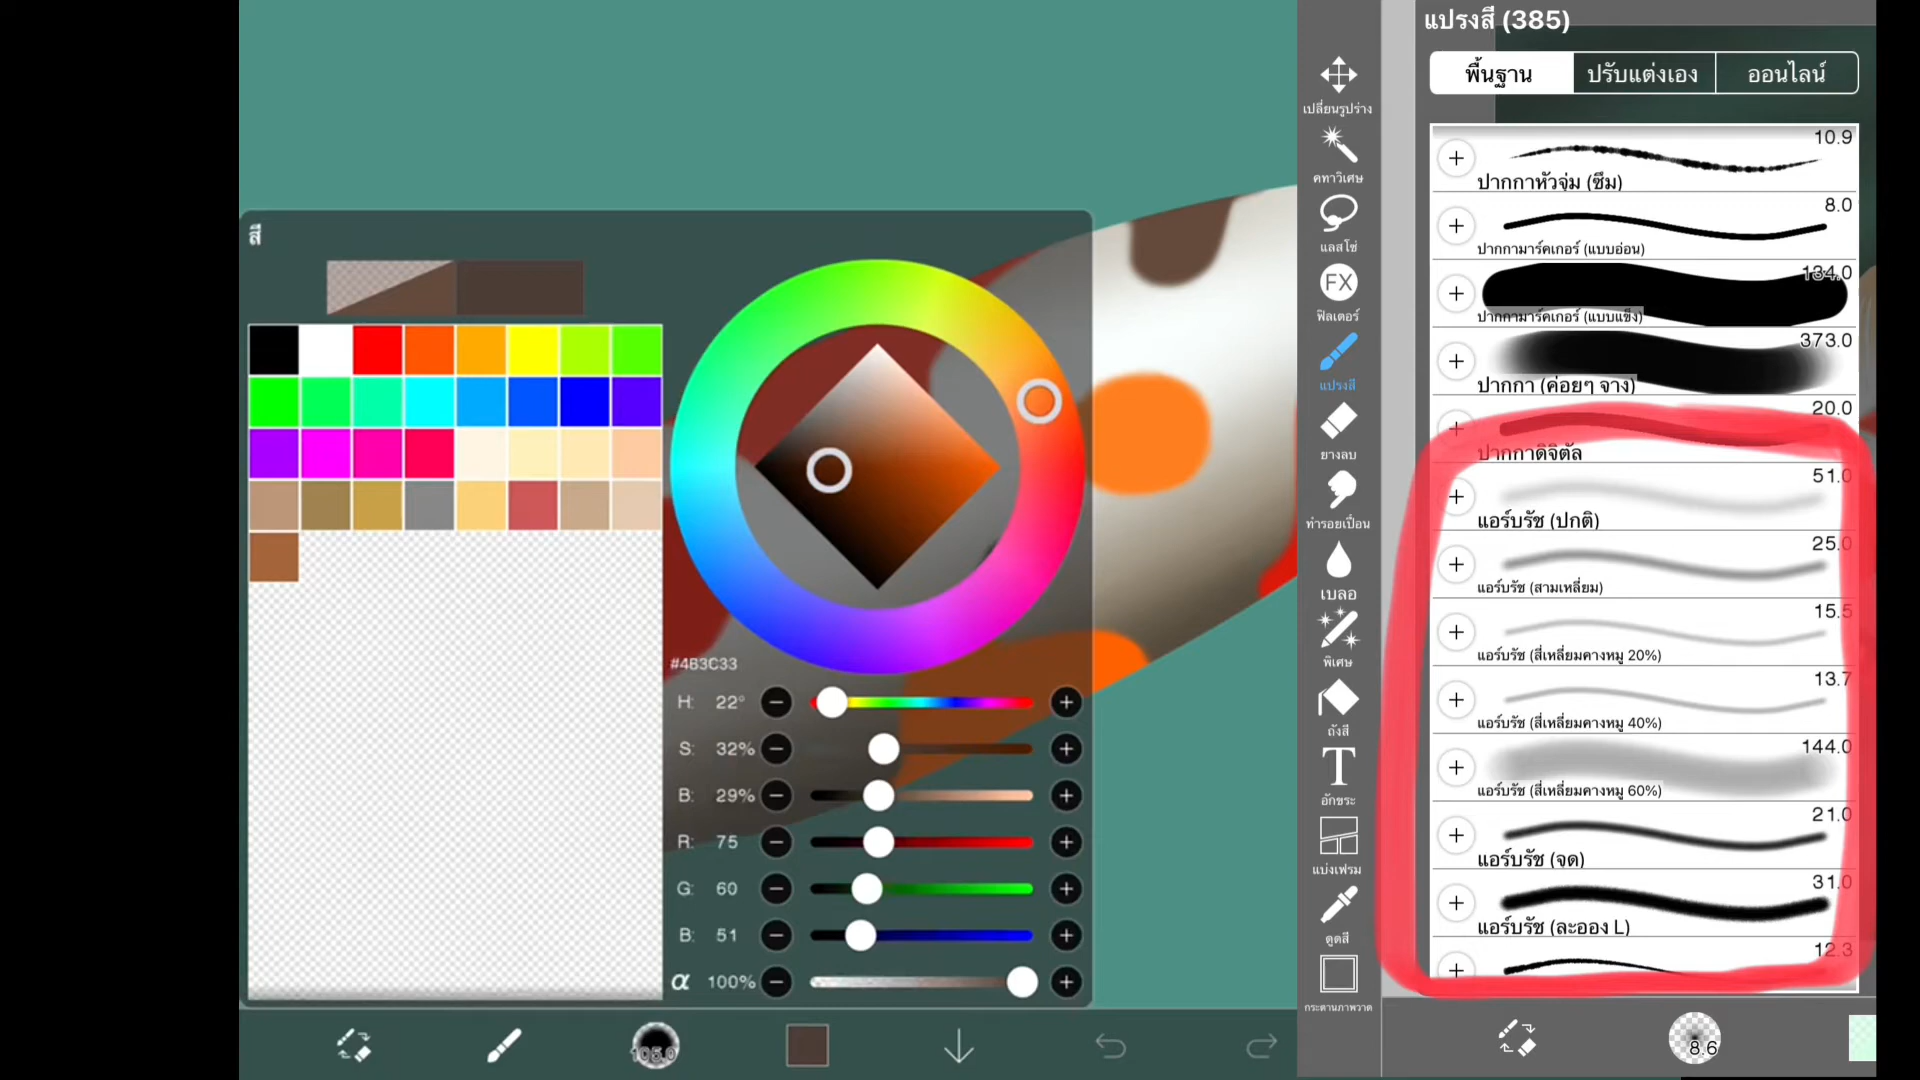 สี
#4B3C33
H: 22°
S: 32%
B: 29%
R: 75
G: 60
B: 51
α 100%
105.0
เปลี่ยนรูปร่าง
คทาวิเศษ
แลสโซ่
FX
ฟิลเตอร์
แปรงสี
ยางลบ
ทำรอยเปื้อน
เบลอ
พิเศษ
ถังสี
T
อักขระ
แบ่งเฟรม
ดูดสี
กระดานภาพวาด
แปรงสี (385)
พื้นฐาน ปรับแต่งเอง ออนไลน์
10.9
ปากกาหัวจุ่ม (ซึม)
8.0
ปากกามาร์คเกอร์ (แบบอ่อน)
134.0
ปากกามาร์คเกอร์ (แบบแข็ง)
373.0
ปากกา (ค่อยๆ จาง)
20.0
ปากกาดิจิตัล
51.0
แอร์บรัช (ปกติ)
25.0
แอร์บรัช (สามเหลี่ยม)
15.5
แอร์บรัช (สี่เหลี่ยมคางหมู 20%)
13.7
แอร์บรัช (สี่เหลี่ยมคางหมู 40%)
144.0
แอร์บรัช (สี่เหลี่ยมคางหมู 60%)
21.0
แอร์บรัช (จุด)
31.0
แอร์บรัช (ละออง L)
12.3
8.6